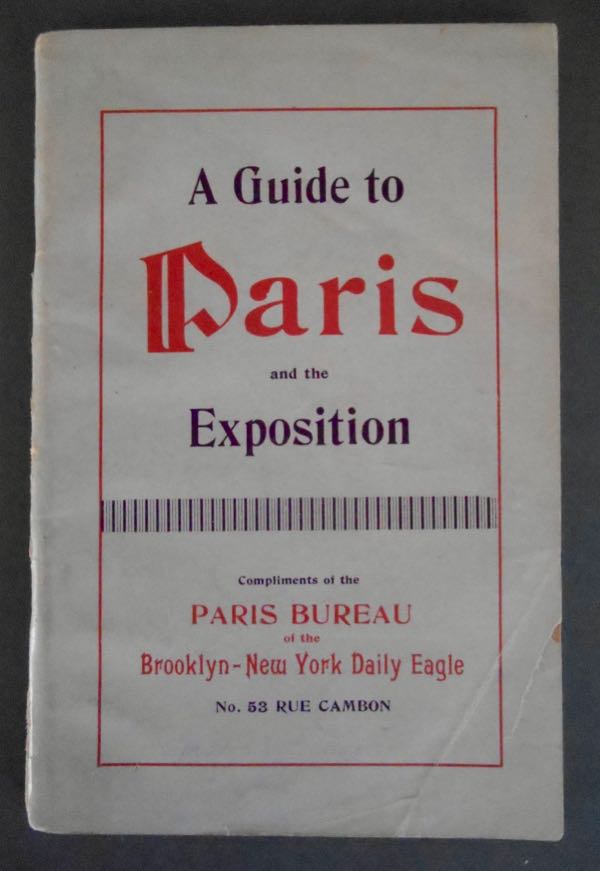 A Guide to
Paris
and the
Exposition
Compliments of the
PARIS BUREAU
of the
Brooklyn-New York Daily Eagle
No. 53 RUE CAMBON